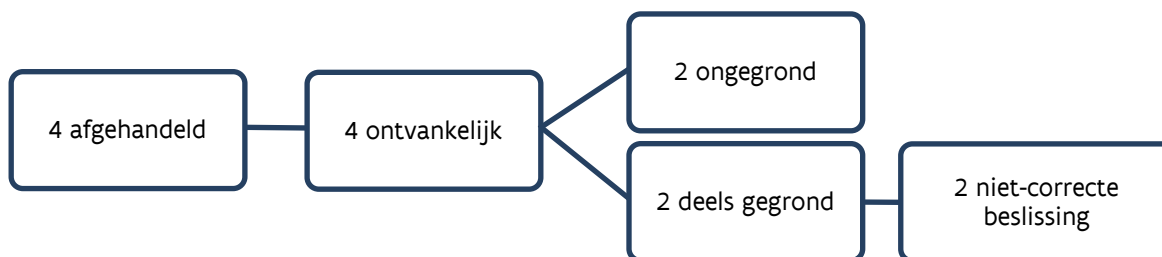 4 afgehandeld
4 ontvankelijk
2 ongegrond
2 deels gegrond
2 niet-correcte
beslissing